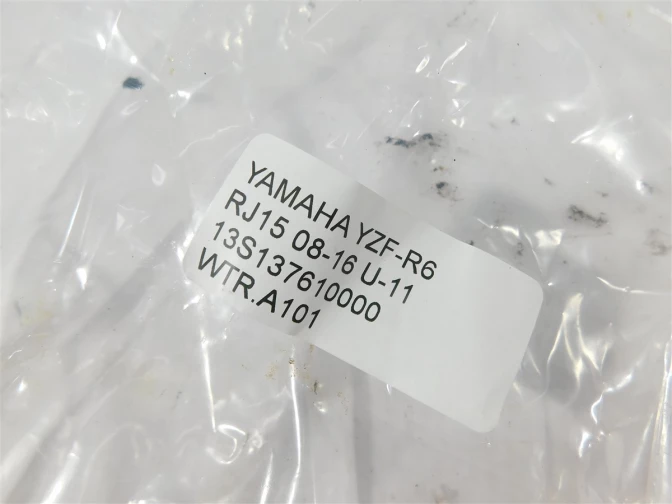 YAMAHA YZF-R6
RJ15 08-16 U-11
13S137610000
WTR.A101